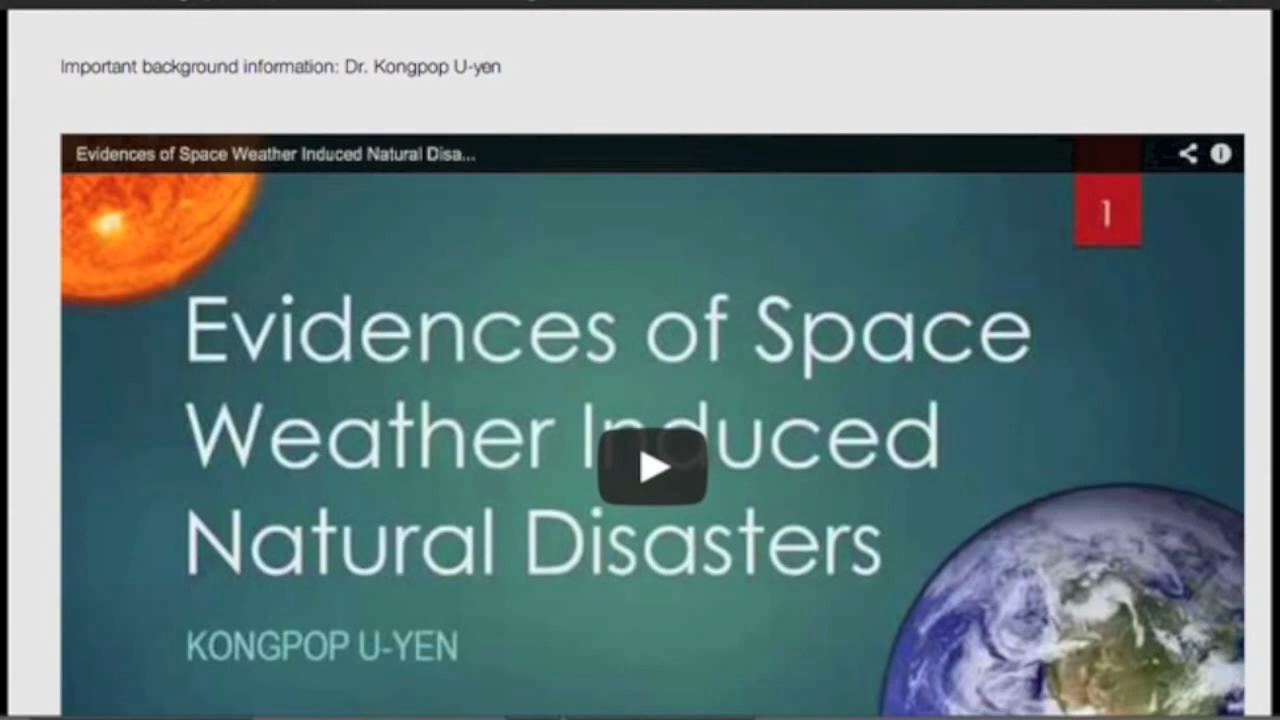 Important background information: Dr. Kongpop U-yen
Evidences of Space Weather Induced Natural Disa...
1
Evidences of Space
Weather Induced
Natural Disasters
KONGPOP U-YEN